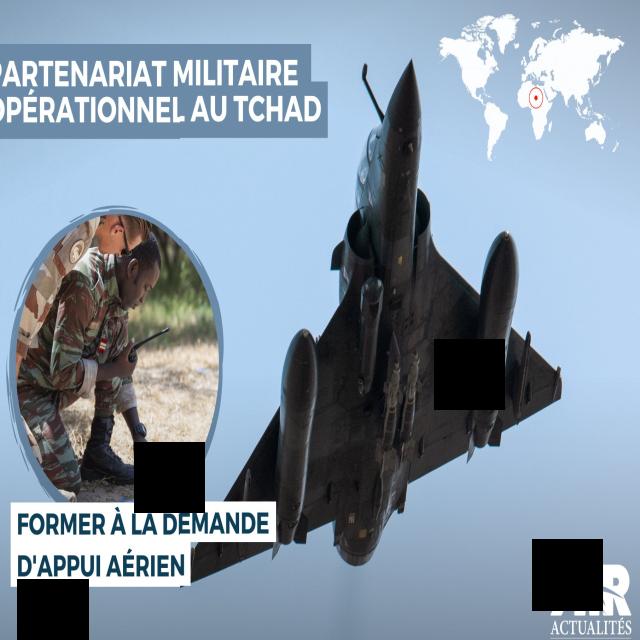 PARTENARIAT MILITAIRE
OPÉRATIONNEL AU TCHAD
FORMER À LA DEMANDE
D'APPUI AÉRIEN
ACTUALITÉS